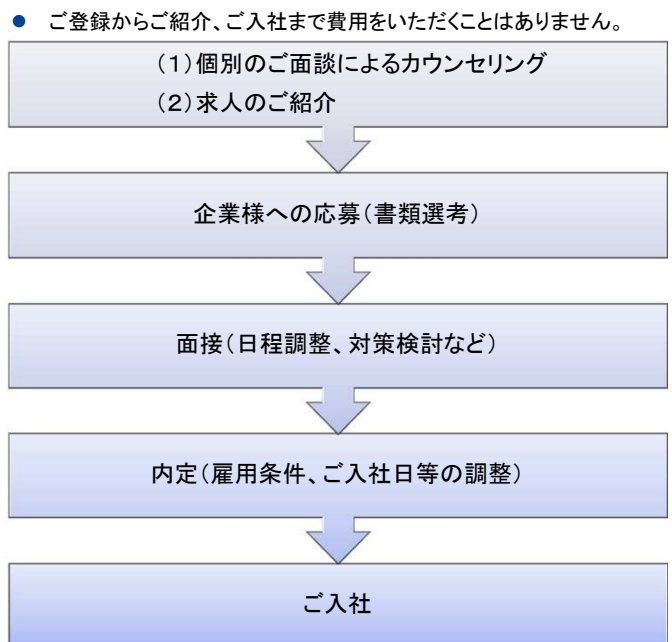 ● ご登録からご紹介、ご入社まで費用をいただくことはありません。
(1)個別のご面談によるカウンセリング
(2)求人のご紹介
企業様への応募(書類選考)
面接(日程調整、対策検討など)
内定(雇用条件、ご入社日等の調整)
ご入社